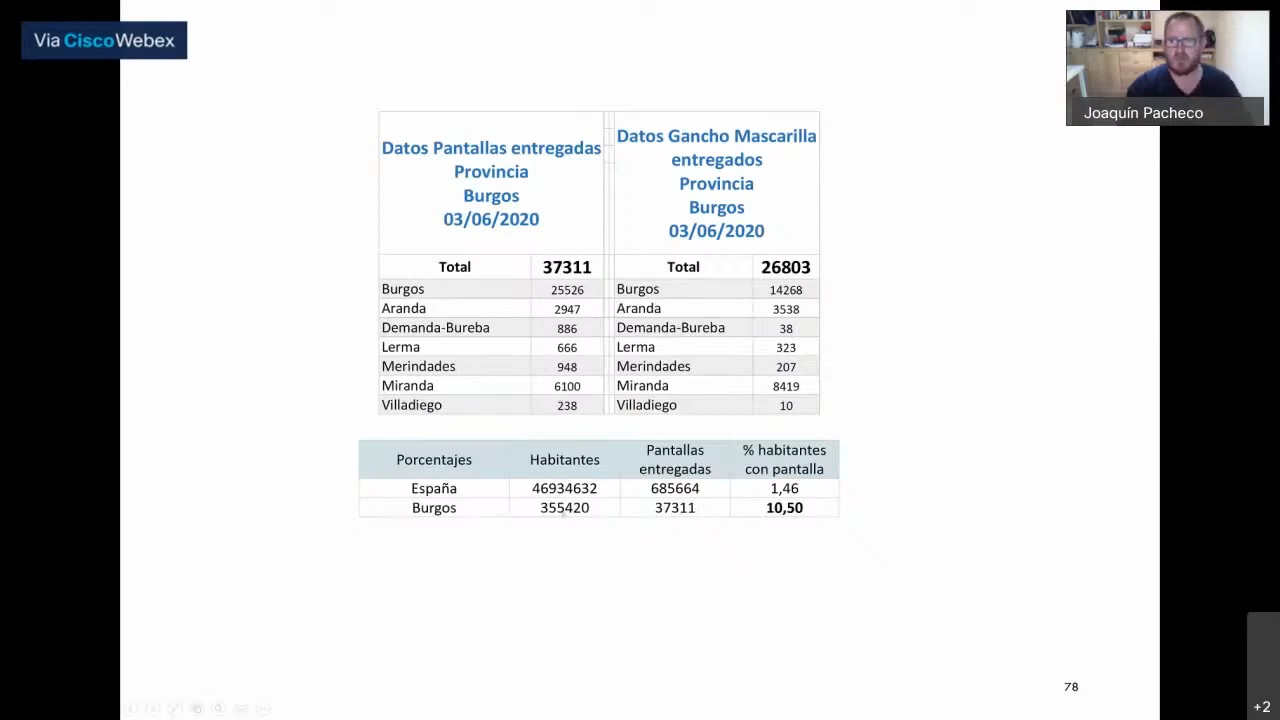 Via CiscoWebex
Joaquín Pacheco
Datos Pantallas entregadas
Provincia
Burgos
03/06/2020
Total 37311
Burgos 25526
Aranda 2947
Demanda-Bureba 886
Lerma 666
Merindades 948
Miranda 6100
Villadiego 238
Datos Gancho Mascarilla
entregados
Provincia
Burgos
03/06/2020
Total 26803
Burgos 14268
Aranda 3538
Demanda-Bureba 38
Lerma 323
Merindades 207
Miranda 8419
Villadiego 10
Porcentajes Habitantes Pantallas entregadas % habitantes con pantalla
España 46934632 685664 1,46
Burgos 355420 37311 10,50
78
+2